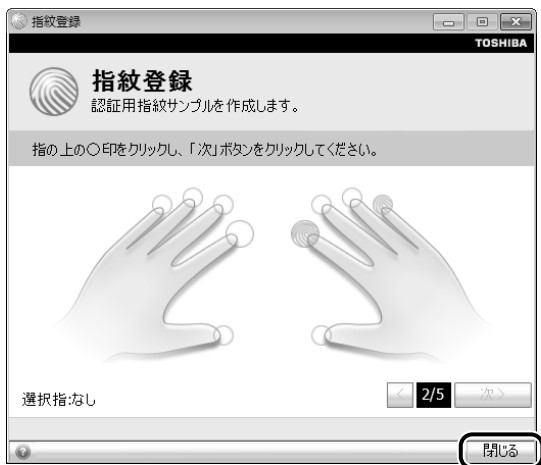 指紋登録
TOSHIBA
指紋登録
認証用指紋サンプルを作成します。
指の上の○印をクリックし、「次」ボタンをクリックしてください。
選択指:なし
< 2/5 次 >
? 閉じる